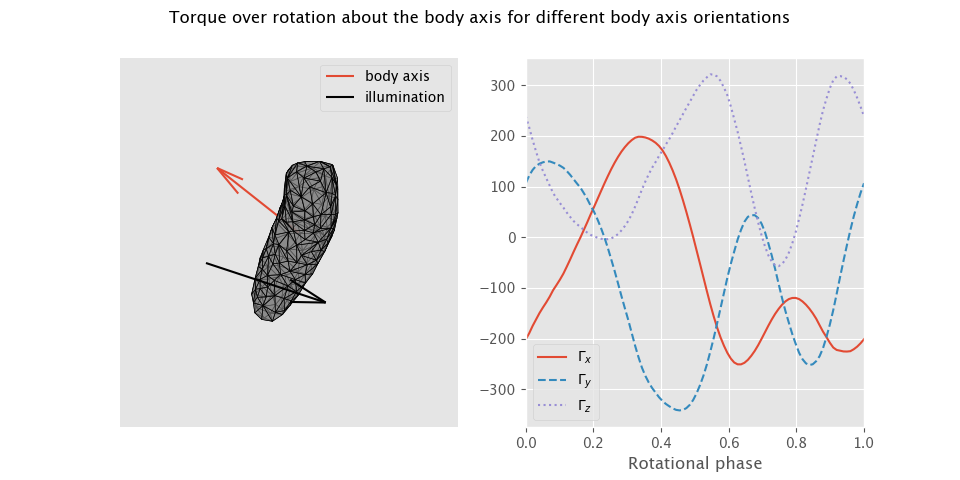 Torque over rotation about the body axis for different body axis orientations
body axis
illumination
300
200
100
0
−100
−200
−300
Γx
Γy
Γz
0.0 0.2 0.4 0.6 0.8 1.0
Rotational phase